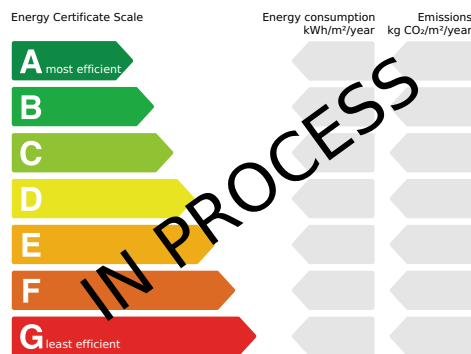 Energy Certificate Scale
Energy consumption
kWh/m²/year
Emissions
kg CO₂/m²/year
A most efficient
B
C
D
E
F
G least efficient
IN PROCESS